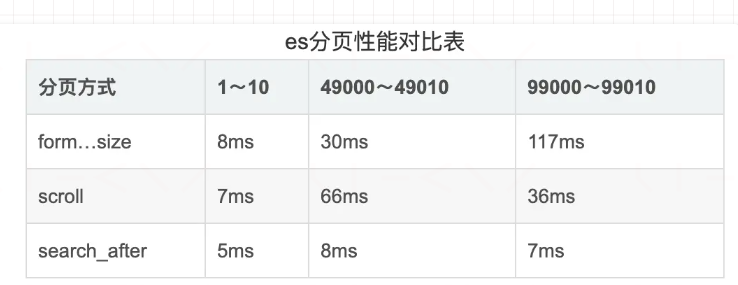 es分页性能对比表
分页方式 1～10 49000～49010 99000～99010
form…size 8ms 30ms 117ms
scroll 7ms 66ms 36ms
search_after 5ms 8ms 7ms